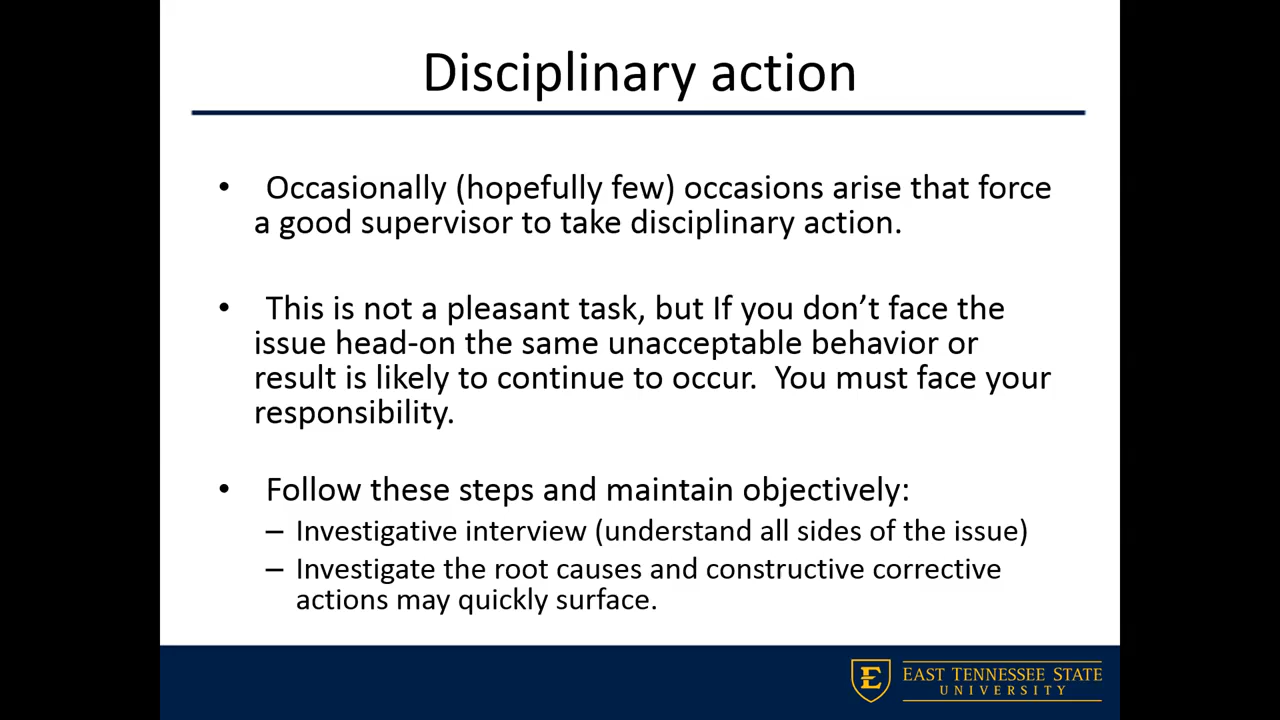 Disciplinary action
• Occasionally (hopefully few) occasions arise that force
a good supervisor to take disciplinary action.
• This is not a pleasant task, but If you don’t face the
issue head-on the same unacceptable behavior or
result is likely to continue to occur.  You must face your
responsibility.
• Follow these steps and maintain objectively:
– Investigative interview (understand all sides of the issue)
– Investigate the root causes and constructive corrective
actions may quickly surface.
E
EAST TENNESSEE STATE
UNIVERSITY